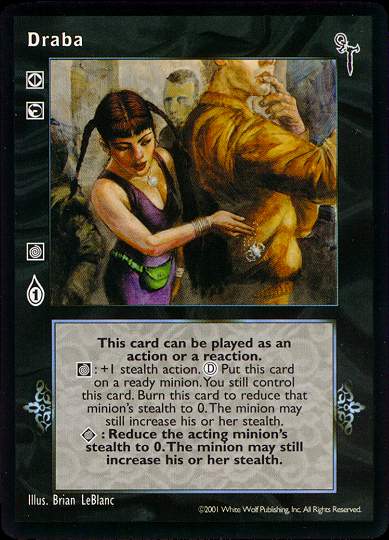 Draba
1
This card can be played as an
action or a reaction.
: +1 stealth action. Ⓓ Put this card
on a ready minion. You still control
this card. Burn this card to reduce that
minion's stealth to 0. The minion may
still increase his or her stealth.
: Reduce the acting minion's
stealth to 0. The minion may still
increase his or her stealth.
Illus. Brian LeBlanc
©2001 White Wolf Publishing, Inc. All Rights Reserved.